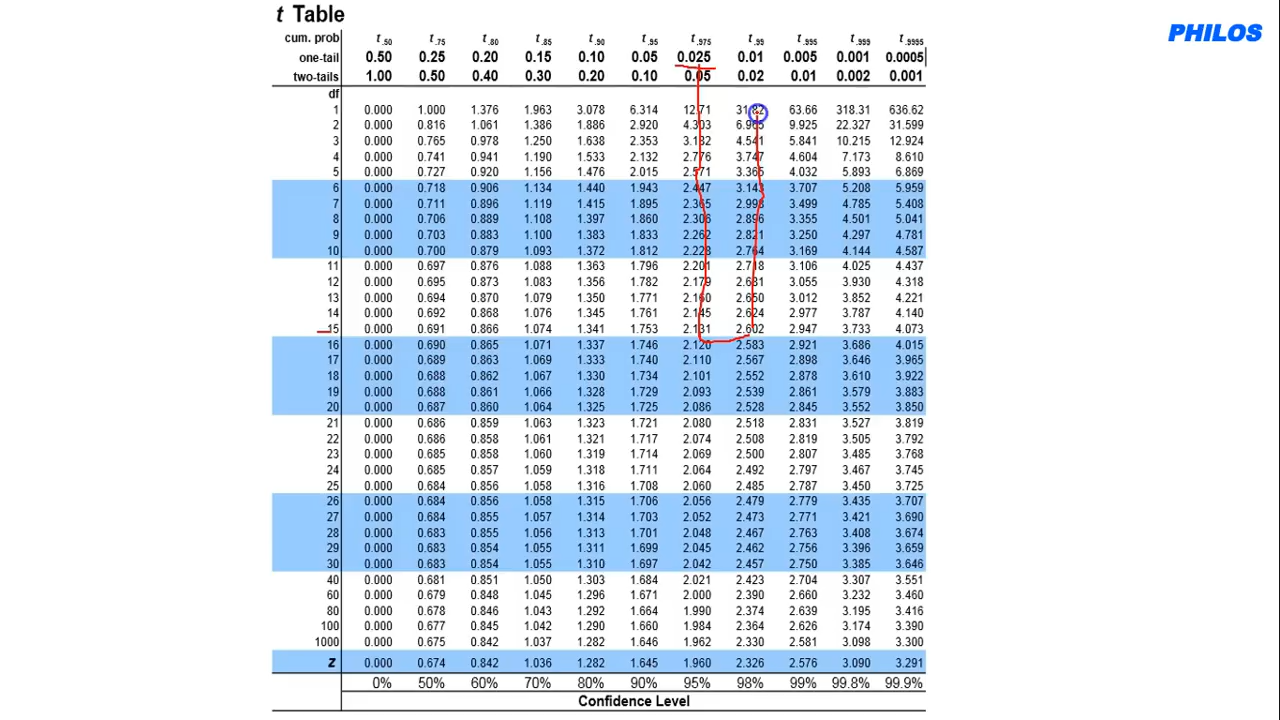 t Table
PHILOS
cum. prob t .50 t .75 t .80 t .85 t .90 t .95 t .975 t .99 t .995 t .999 t .9995
one-tail 0.50 0.25 0.20 0.15 0.10 0.05 0.025 0.01 0.005 0.001 0.0005
two-tails 1.00 0.50 0.40 0.30 0.20 0.10 0.05 0.02 0.01 0.002 0.001
df
1 0.000 1.000 1.376 1.963 3.078 6.314 12.71 31.82 63.66 318.31 636.62
2 0.000 0.816 1.061 1.386 1.886 2.920 4.303 6.965 9.925 22.327 31.599
3 0.000 0.765 0.978 1.250 1.638 2.353 3.182 4.541 5.841 10.215 12.924
4 0.000 0.741 0.941 1.190 1.533 2.132 2.776 3.747 4.604 7.173 8.610
5 0.000 0.727 0.920 1.156 1.476 2.015 2.571 3.365 4.032 5.893 6.869
6 0.000 0.718 0.906 1.134 1.440 1.943 2.447 3.143 3.707 5.208 5.959
7 0.000 0.711 0.896 1.119 1.415 1.895 2.365 2.998 3.499 4.785 5.408
8 0.000 0.706 0.889 1.108 1.397 1.860 2.306 2.896 3.355 4.501 5.041
9 0.000 0.703 0.883 1.100 1.383 1.833 2.262 2.821 3.250 4.297 4.781
10 0.000 0.700 0.879 1.093 1.372 1.812 2.228 2.764 3.169 4.144 4.587
11 0.000 0.697 0.876 1.088 1.363 1.796 2.201 2.718 3.106 4.025 4.437
12 0.000 0.695 0.873 1.083 1.356 1.782 2.179 2.681 3.055 3.930 4.318
13 0.000 0.694 0.870 1.079 1.350 1.771 2.160 2.650 3.012 3.852 4.221
14 0.000 0.692 0.868 1.076 1.345 1.761 2.145 2.624 2.977 3.787 4.140
15 0.000 0.691 0.866 1.074 1.341 1.753 2.131 2.602 2.947 3.733 4.073
16 0.000 0.690 0.865 1.071 1.337 1.746 2.120 2.583 2.921 3.686 4.015
17 0.000 0.689 0.863 1.069 1.333 1.740 2.110 2.567 2.898 3.646 3.965
18 0.000 0.688 0.862 1.067 1.330 1.734 2.101 2.552 2.878 3.610 3.922
19 0.000 0.688 0.861 1.066 1.328 1.729 2.093 2.539 2.861 3.579 3.883
20 0.000 0.687 0.860 1.064 1.325 1.725 2.086 2.528 2.845 3.552 3.850
21 0.000 0.686 0.859 1.063 1.323 1.721 2.080 2.518 2.831 3.527 3.819
22 0.000 0.686 0.858 1.061 1.321 1.717 2.074 2.508 2.819 3.505 3.792
23 0.000 0.685 0.858 1.060 1.319 1.714 2.069 2.500 2.807 3.485 3.768
24 0.000 0.685 0.857 1.059 1.318 1.711 2.064 2.492 2.797 3.467 3.745
25 0.000 0.684 0.856 1.058 1.316 1.708 2.060 2.485 2.787 3.450 3.725
26 0.000 0.684 0.856 1.058 1.315 1.706 2.056 2.479 2.779 3.435 3.707
27 0.000 0.684 0.855 1.057 1.314 1.703 2.052 2.473 2.771 3.421 3.690
28 0.000 0.683 0.855 1.056 1.313 1.701 2.048 2.467 2.763 3.408 3.674
29 0.000 0.683 0.854 1.055 1.311 1.699 2.045 2.462 2.756 3.396 3.659
30 0.000 0.683 0.854 1.055 1.310 1.697 2.042 2.457 2.750 3.385 3.646
40 0.000 0.681 0.851 1.050 1.303 1.684 2.021 2.423 2.704 3.307 3.551
60 0.000 0.679 0.848 1.045 1.296 1.671 2.000 2.390 2.660 3.232 3.460
80 0.000 0.678 0.846 1.043 1.292 1.664 1.990 2.374 2.639 3.195 3.416
100 0.000 0.677 0.845 1.042 1.290 1.660 1.984 2.364 2.626 3.174 3.390
1000 0.000 0.675 0.842 1.037 1.282 1.646 1.962 2.330 2.581 3.098 3.300
z 0.000 0.674 0.842 1.036 1.282 1.645 1.960 2.326 2.576 3.090 3.291
0% 50% 60% 70% 80% 90% 95% 98% 99% 99.8% 99.9%
Confidence Level